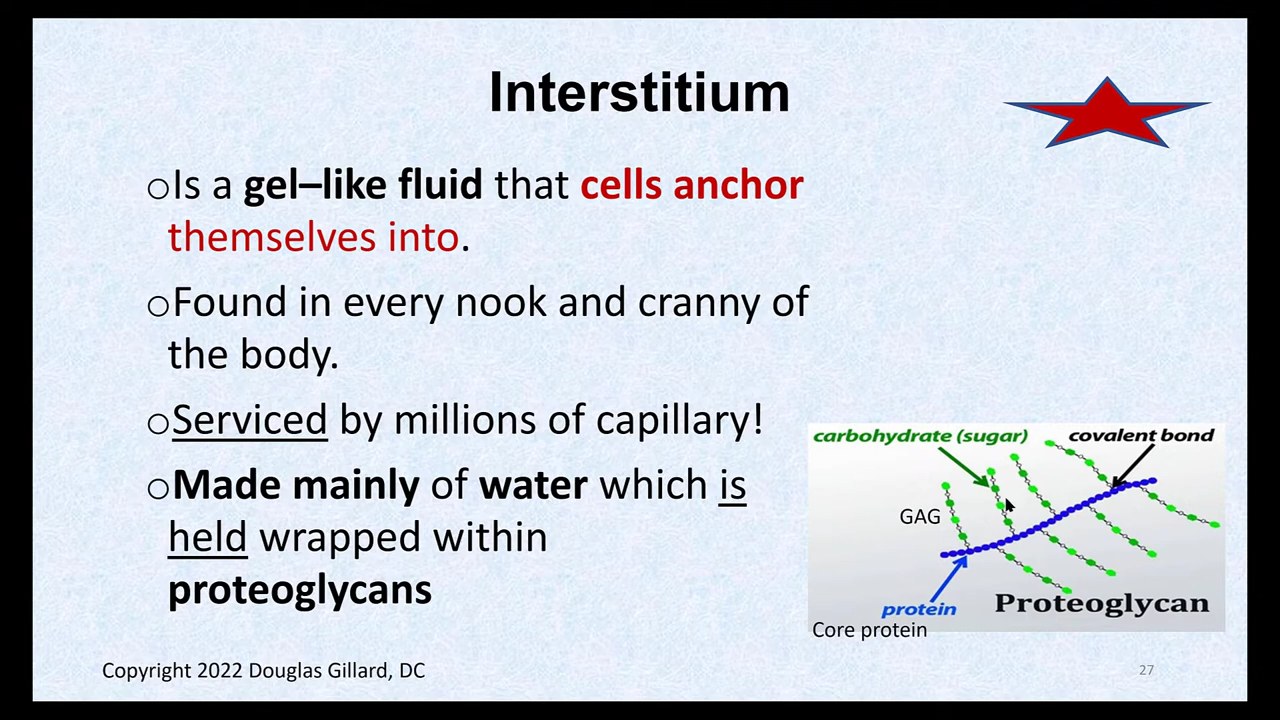 Interstitium
oIs a gel–like fluid that cells anchor
themselves into.
oFound in every nook and cranny of
the body.
oServiced by millions of capillary!
oMade mainly of water which is
held wrapped within
proteoglycans
carbohydrate (sugar)
covalent bond
GAG
protein
Proteoglycan
Core protein
Copyright 2022 Douglas Gillard, DC
27